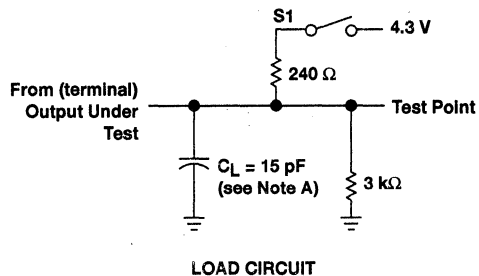 S1
4.3 V
240 Ω
From (terminal)
Output Under
Test
Test Point
CL = 15 pF
(see Note A)
3 kΩ
LOAD CIRCUIT